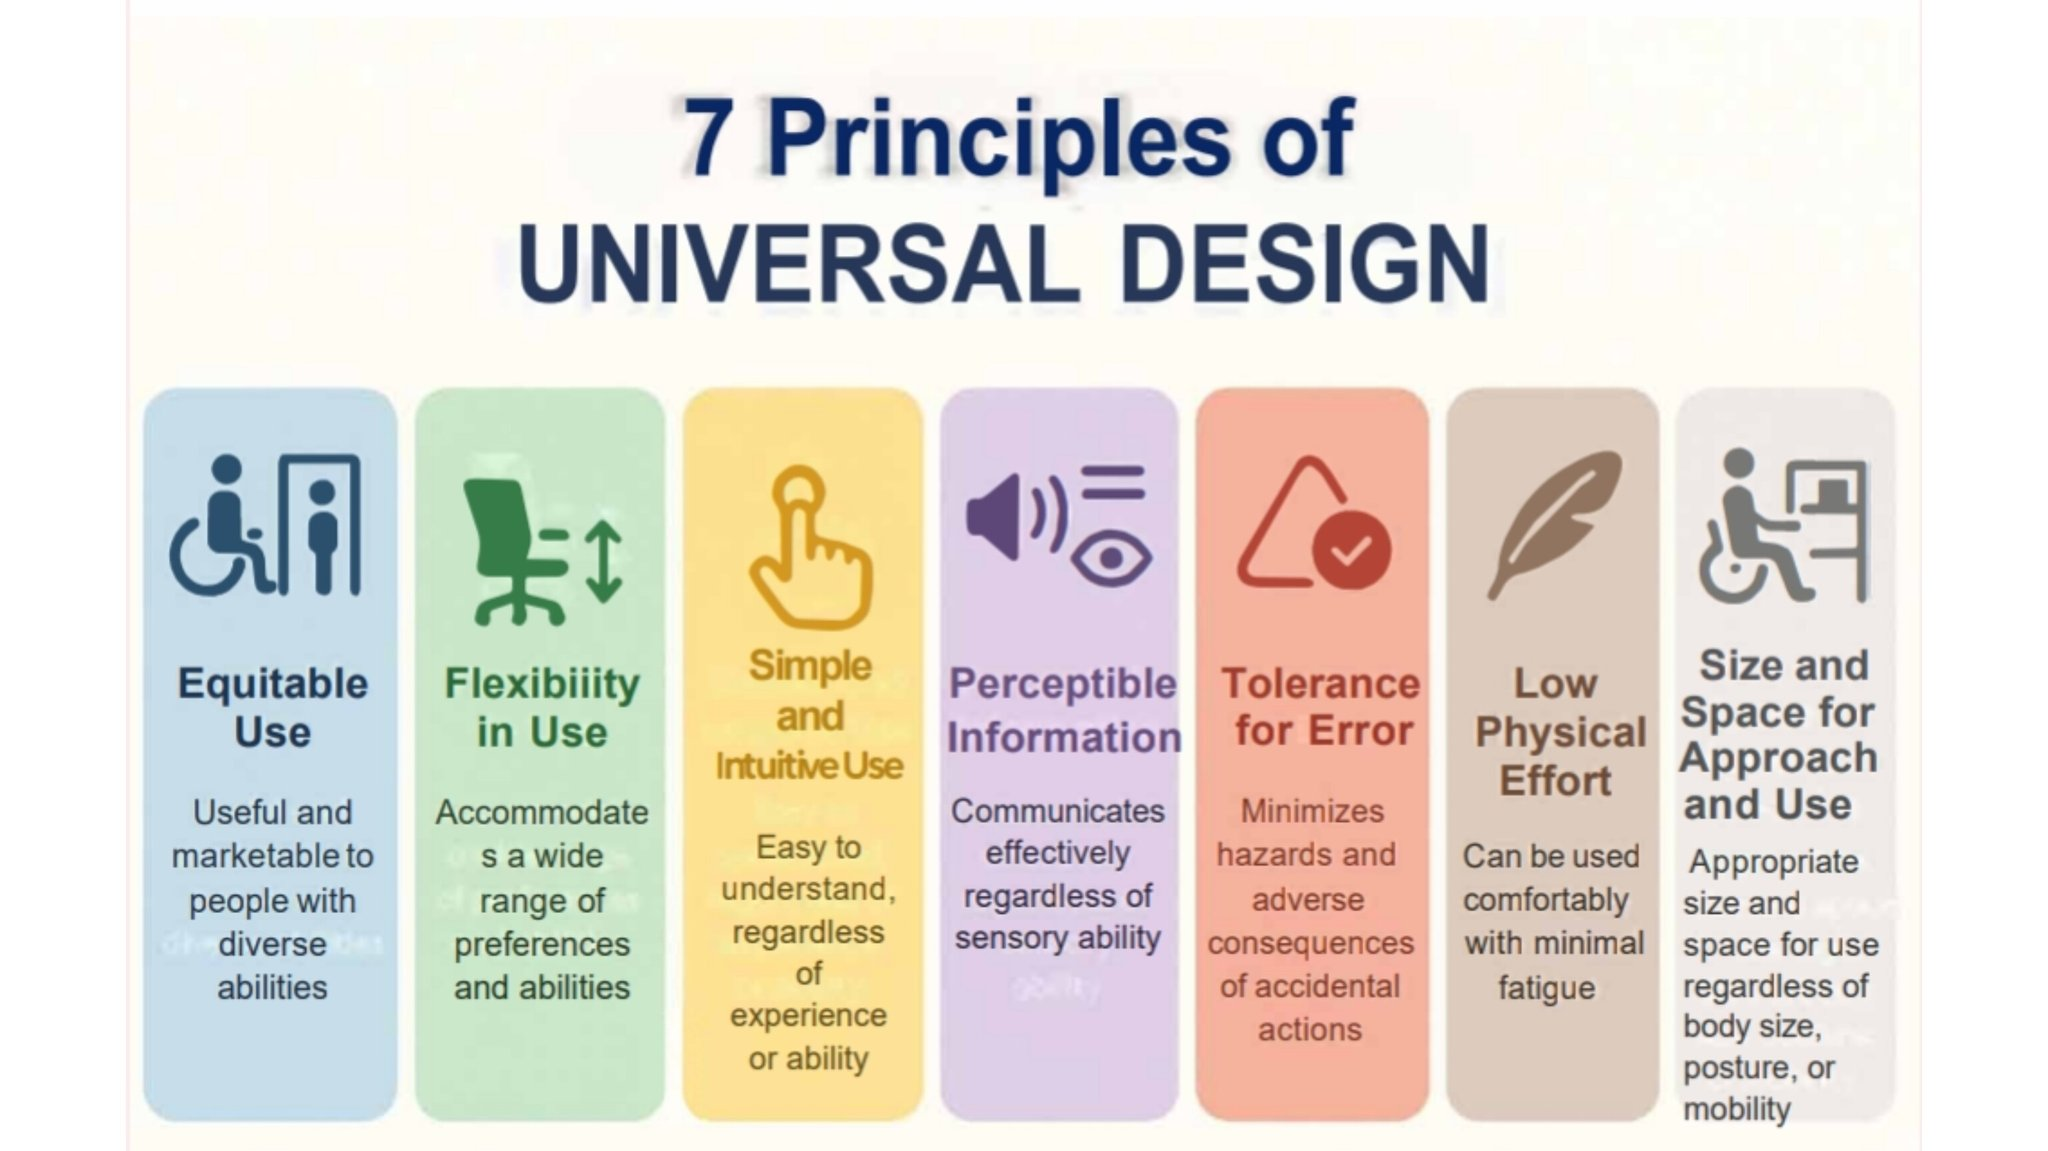 7 Principles of
UNIVERSAL DESIGN
Equitable
Use
Useful and
marketable to
people with
diverse
abilities
Flexibiiity
in Use
Accommodate
s a wide
range of
preferences
and abilities
Simple
and
Intuitive Use
Easy to
understand,
regardless
of
experience
or ability
Perceptible
Information
Communicates
effectively
regardless of
sensory ability
Tolerance
for Error
Minimizes
hazards and
adverse
consequences
of accidental
actions
Low
Physical
Effort
Can be used
comfortably
with minimal
fatigue
Size and
Space for
Approach
and Use
Appropriate
size and
space for use
regardless of
body size,
posture, or
mobility